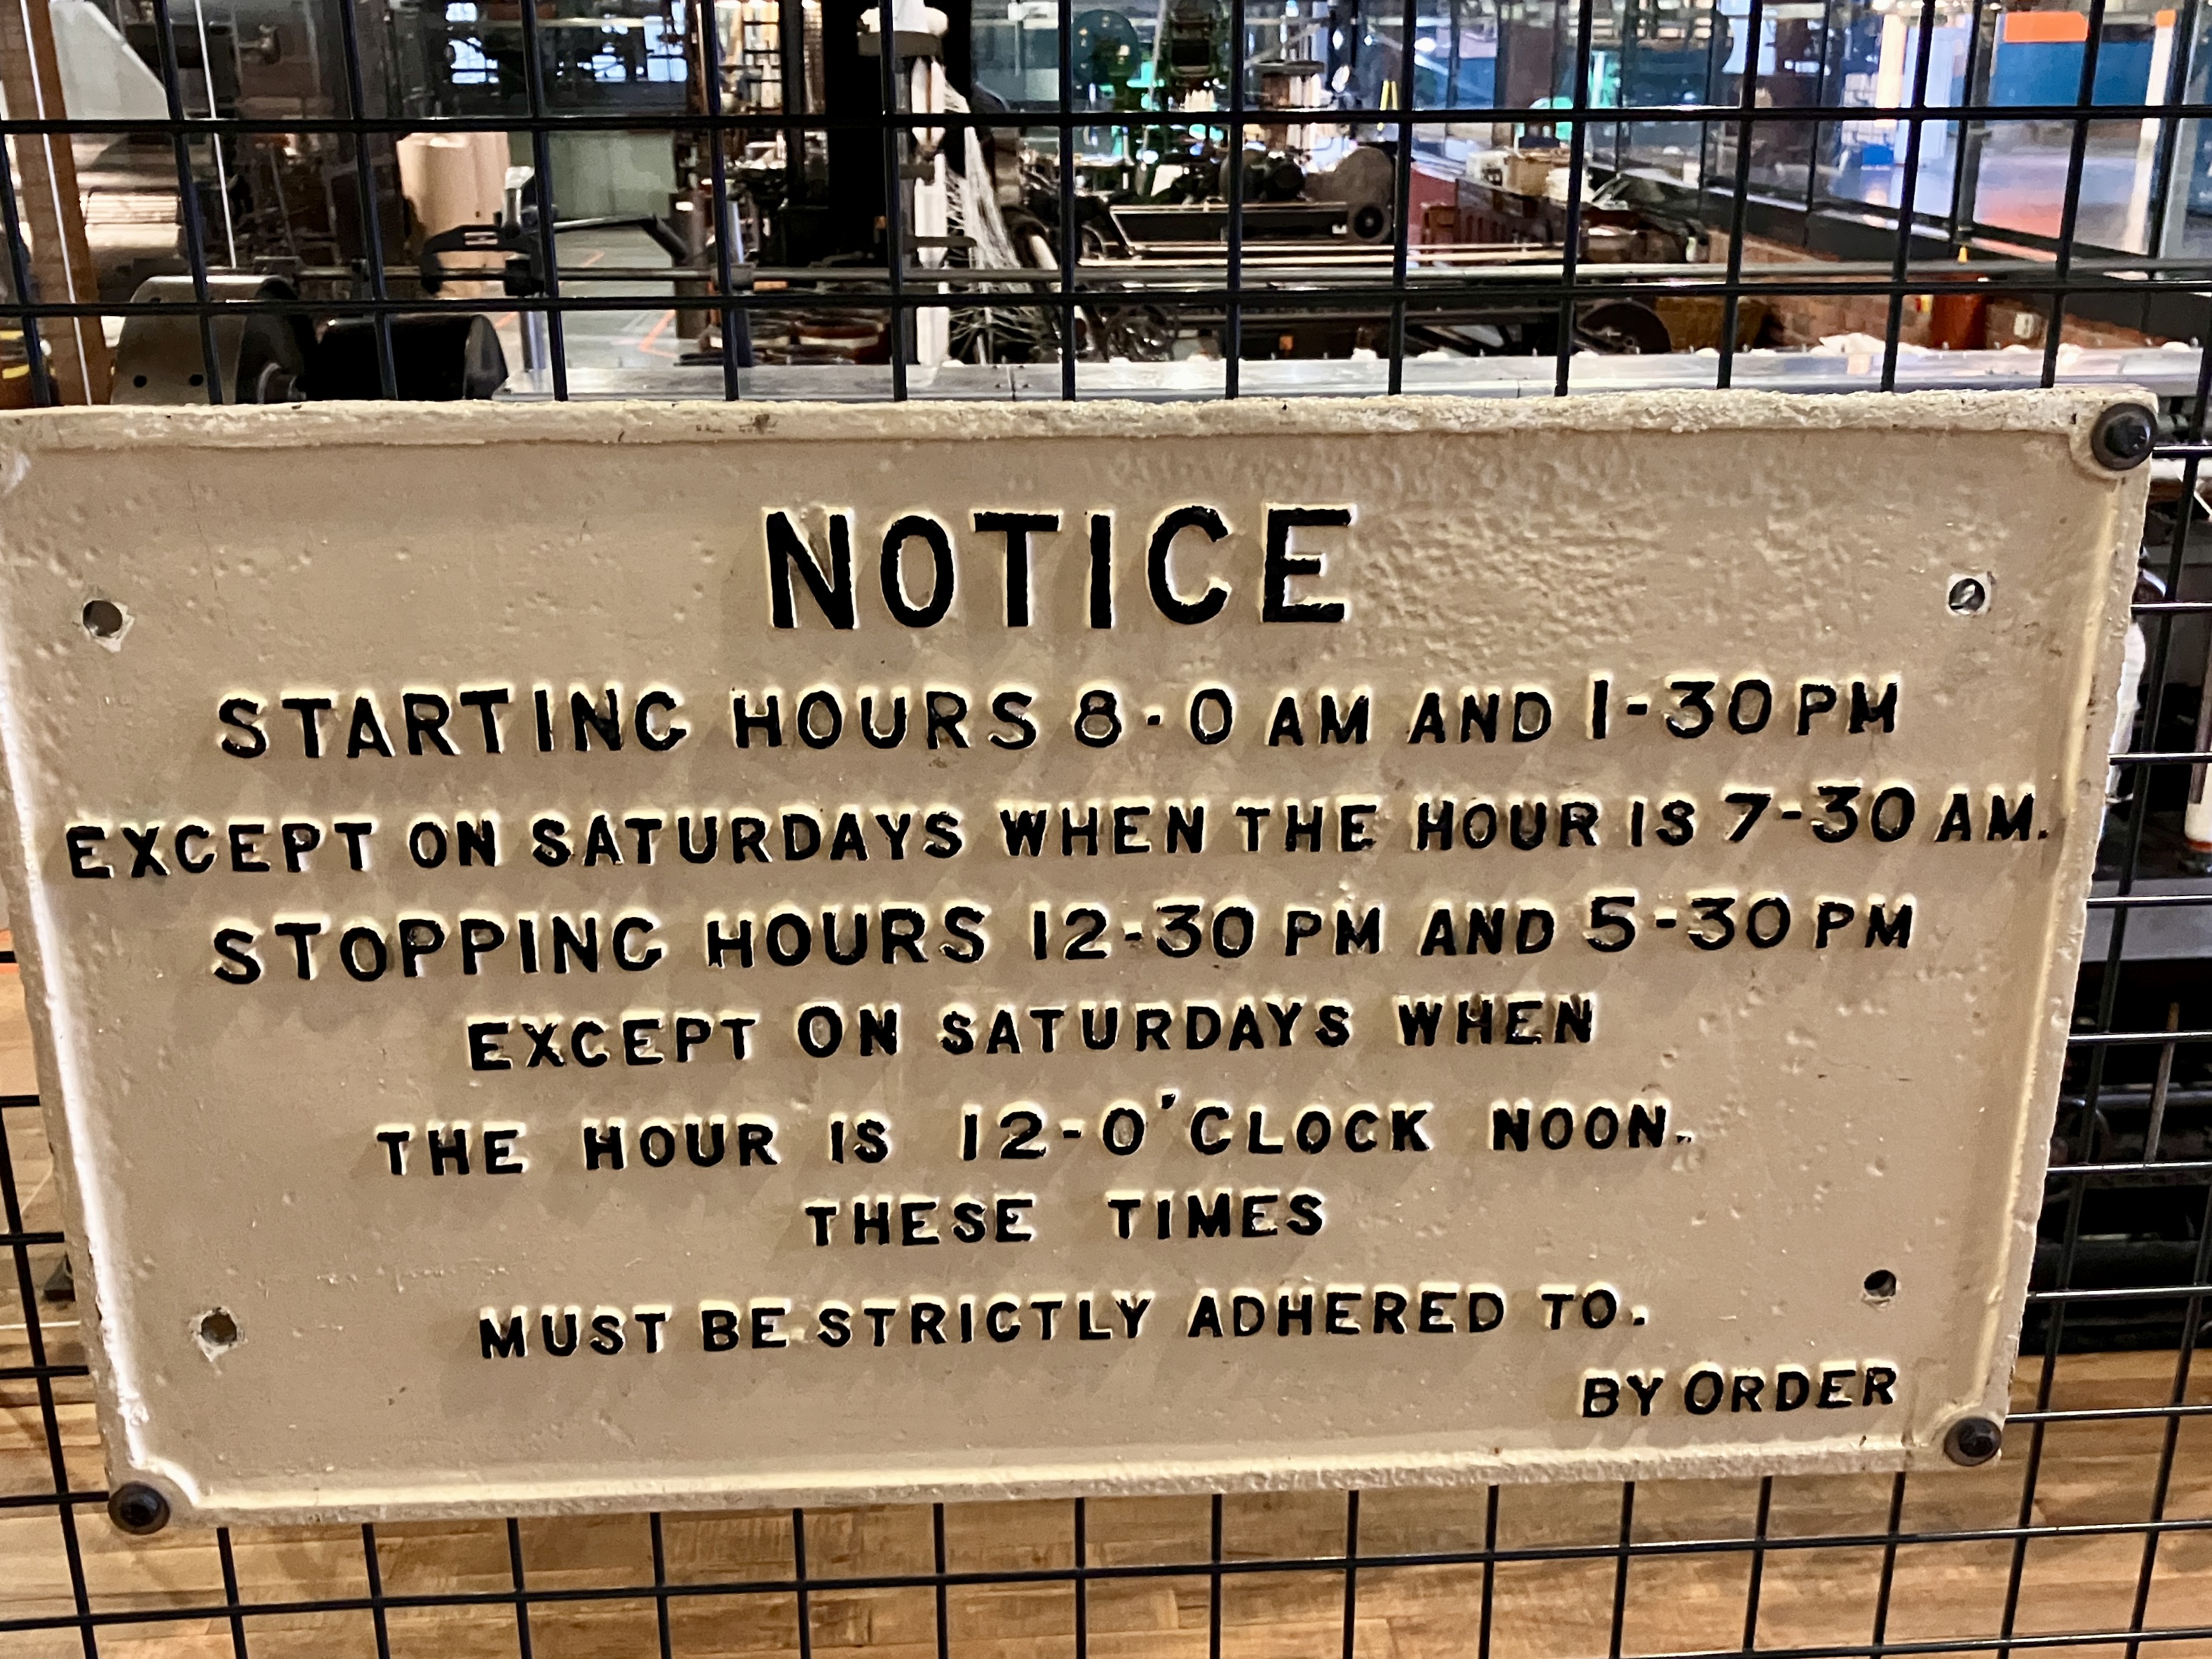 NOTICE
STARTING HOURS 8-0 AM AND 1-30 PM
EXCEPT ON SATURDAYS WHEN THE HOUR IS 7-30 AM.
STOPPING HOURS 12-30 PM AND 5-30 PM
EXCEPT ON SATURDAYS WHEN
THE HOUR IS 12-O'CLOCK NOON.
THESE TIMES
MUST BE STRICTLY ADHERED TO.
BY ORDER